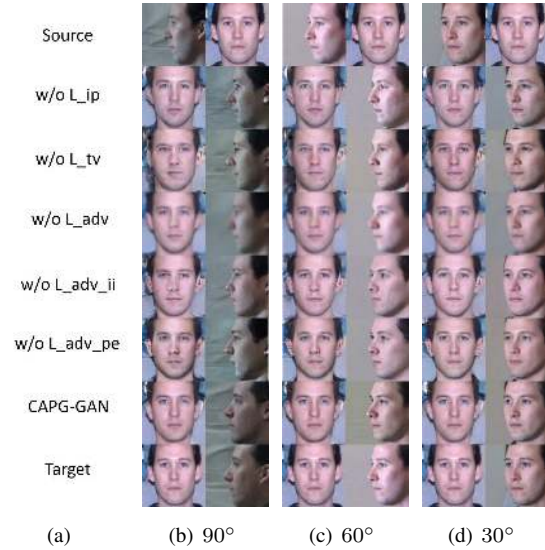 Source
w/o L_ip
w/o L_tv
w/o L_adv
w/o L_adv_ii
w/o L_adv_pe
CAPG-GAN
Target
(a) (b) 90° (c) 60° (d) 30°